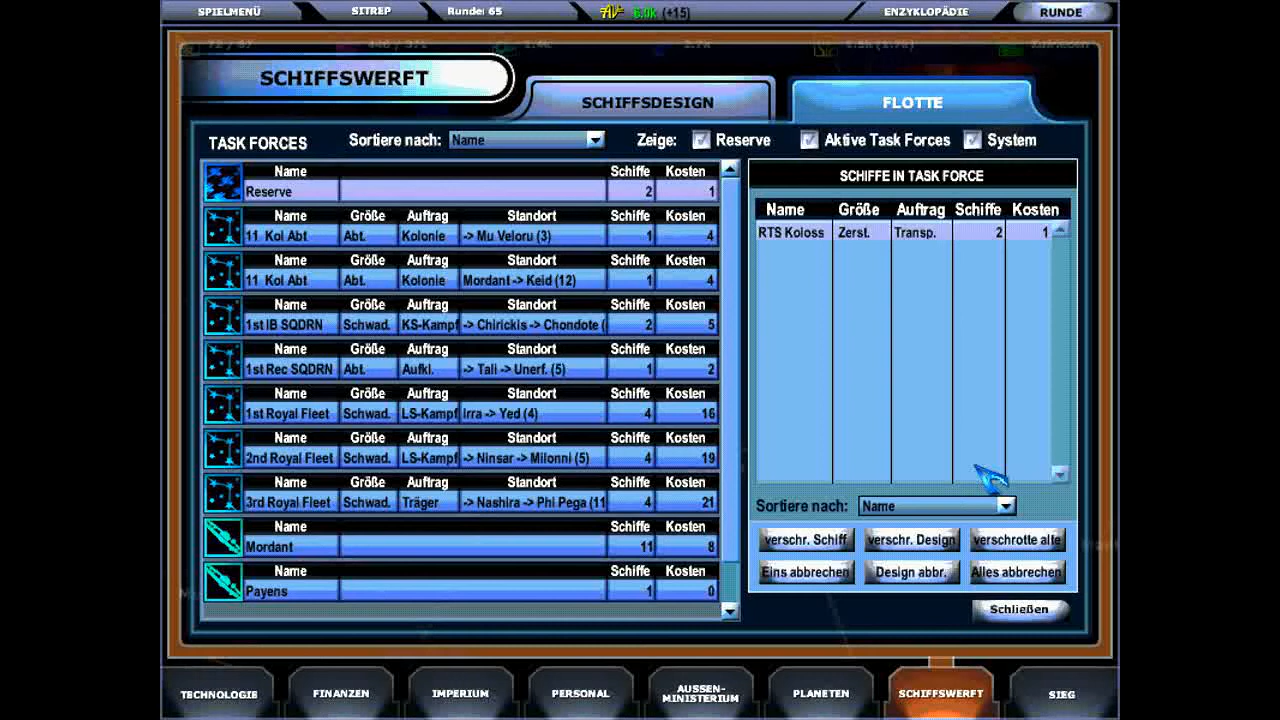 SPIELMENÜ SITREP Runde: 65 6.0k (+15) ENZYKLOPÄDIE RUNDE
SCHIFFSWERFT
SCHIFFSDESIGN FLOTTE
TASK FORCES Sortiere nach: Name Zeige: Reserve Aktive Task Forces System
Name Schiffe Kosten
Reserve 2 1
Name Größe Auftrag Standort Schiffe Kosten
11 Kol Abt Abt. Kolonie -> Mu Veloru (3) 1 4
Name Größe Auftrag Standort Schiffe Kosten
11 Kol Abt Abt. Kolonie Mordant -> Keid (12) 1 4
Name Größe Auftrag Standort Schiffe Kosten
1st IB SQDRN Schwad. KS-Kampf -> Chirickis -> Chondote ( 2 5
Name Größe Auftrag Standort Schiffe Kosten
1st Rec SQDRN Abt. Aufkl. -> Tali -> Unerf. (5) 1 2
Name Größe Auftrag Standort Schiffe Kosten
1st Royal Fleet Schwad. LS-Kampf Irra -> Yed (4) 4 16
Name Größe Auftrag Standort Schiffe Kosten
2nd Royal Fleet Schwad. LS-Kampf -> Ninsar -> Milonni (5) 4 19
Name Größe Auftrag Standort Schiffe Kosten
3rd Royal Fleet Schwad. Träger -> Nashira -> Phi Pega (11 4 21
Name Schiffe Kosten
Mordant 11 8
Name Schiffe Kosten
Payens 1 0
SCHIFFE IN TASK FORCE
Name Größe Auftrag Schiffe Kosten
RTS Koloss Zerst. Transp. 2 1
Sortiere nach: Name
verschr. Schiff verschr. Design verschrotte alte
Eins abbrechen Design abbr. Alles abbrechen
Schließen
TECHNOLOGIE FINANZEN IMPERIUM PERSONAL AUSSEN-
MINISTERIUM PLANETEN SCHIFFSWERFT SIEG